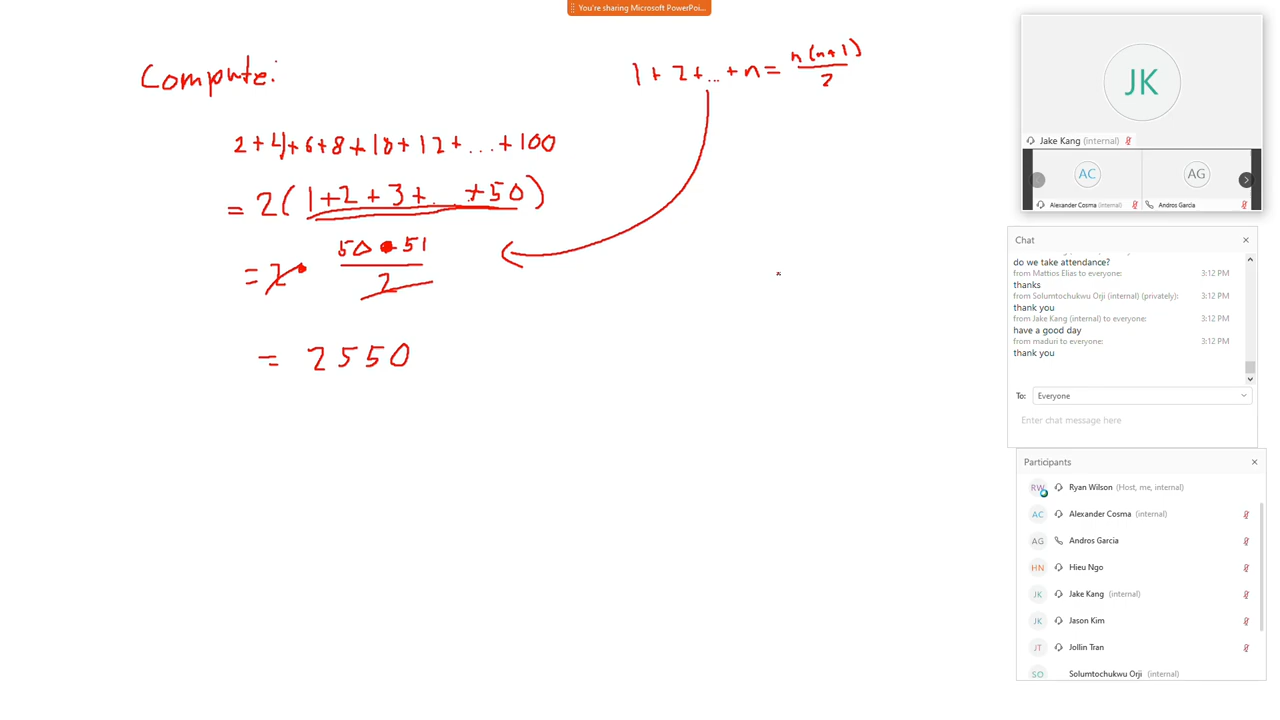 You're sharing Microsoft PowerPoi...
Compute:
1 + 2 + ... + n = n(n+1)/2
2 + 4 + 6 + 8 + 10 + 12 + ... + 100
= 2(1 + 2 + 3 + ... + 50)
= 2 • 50 • 51 / 2
= 2550
JK
Jake Kang (internal)
AC
AG
Alexander Cosma (internal)
Andros Garcia
Chat
do we take attendance?
from Mattios Elias to everyone: 3:12 PM
thanks
from Solumtochukwu Orji (internal) (privately): 3:12 PM
thank you
from Jake Kang (internal) to everyone: 3:12 PM
have a good day
from maduri to everyone: 3:12 PM
thank you
To: Everyone
Enter chat message here
Participants
RW Ryan Wilson (Host, me, internal)
AC Alexander Cosma (internal)
AG Andros Garcia
HN Hieu Ngo
JK Jake Kang (internal)
JK Jason Kim
JT Jollin Tran
SO Solumtochukwu Orji (internal)